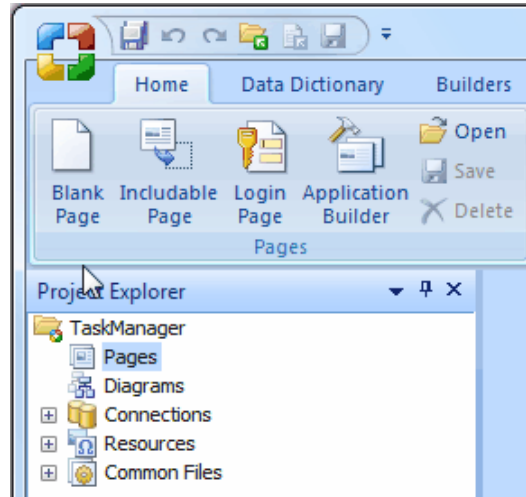 Home Data Dictionary Builders
Blank Page
Includable Page
Login Page
Application Builder
Open
Save
Delete
Pages
Project Explorer
TaskManager
Pages
Diagrams
Connections
Resources
Common Files